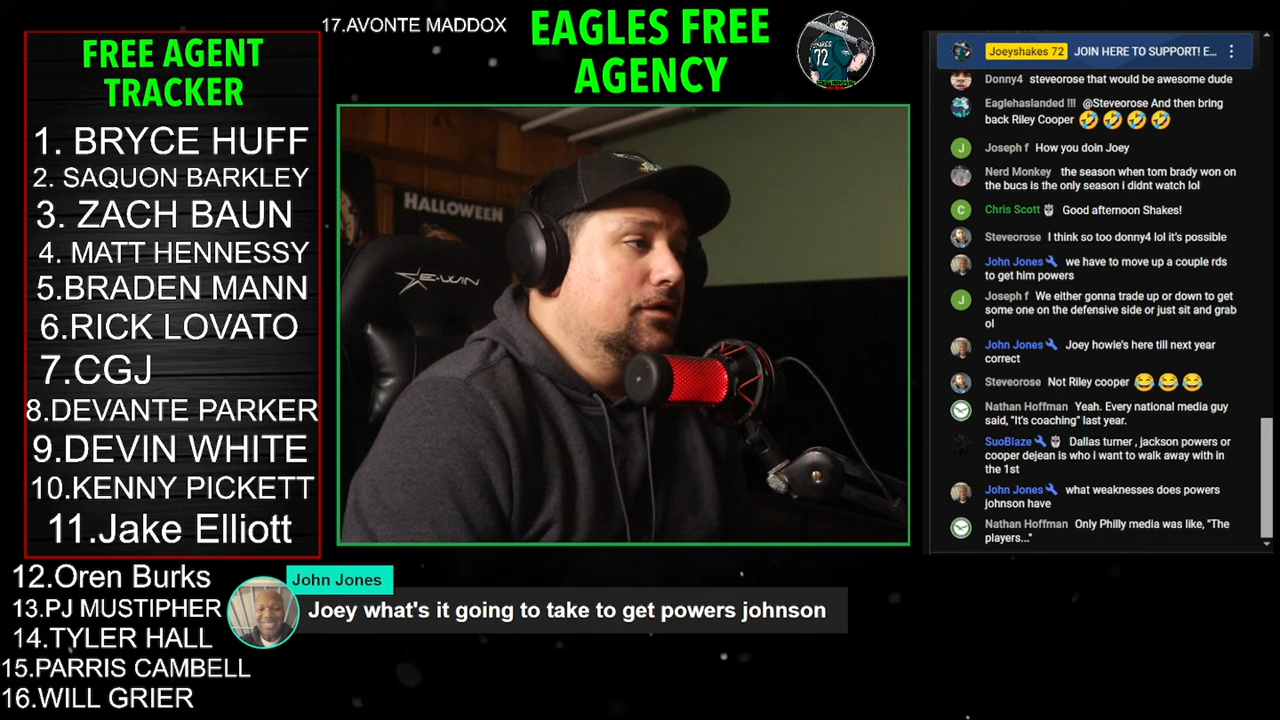 17.AVONTE MADDOX
EAGLES FREE
AGENCY
SHAKES
72
FREE AGENT
TRACKER
1. BRYCE HUFF
2. SAQUON BARKLEY
3. ZACH BAUN
4. MATT HENNESSY
5.BRADEN MANN
6.RICK LOVATO
7.CGJ
8.DEVANTE PARKER
9.DEVIN WHITE
10.KENNY PICKETT
11.Jake Elliott
12.Oren Burks
13.PJ MUSTIPHER
14.TYLER HALL
15.PARRIS CAMBELL
16.WILL GRIER
HALLOWEEN
E-WIN
John Jones
Joey what's it going to take to get powers johnson
Joeyshakes 72 JOIN HERE TO SUPPORT! E...
Donny4 steveorose that would be awesome dude
Eaglehaslanded !!! @Steveorose And then bring
back Riley Cooper 🤣🤣🤣🤣
Joseph f How you doin Joey
Nerd Monkey the season when tom brady won on
the bucs is the only season i didnt watch lol
Chris Scott Good afternoon Shakes!
Steveorose I think so too donny4 lol it's possible
John Jones we have to move up a couple rds
to get him powers
Joseph f We either gonna trade up or down to get
some one on the defensive side or just sit and grab
ol
John Jones Joey howie's here till next year
correct
Steveorose Not Riley cooper 😂😂😂
Nathan Hoffman Yeah. Every national media guy
said, "It's coaching" last year.
SuoBlaze Dallas turner , jackson powers or
cooper dejean is who i want to walk away with in
the 1st
John Jones what weaknesses does powers
johnson have
Nathan Hoffman Only Philly media was like, "The
players..."